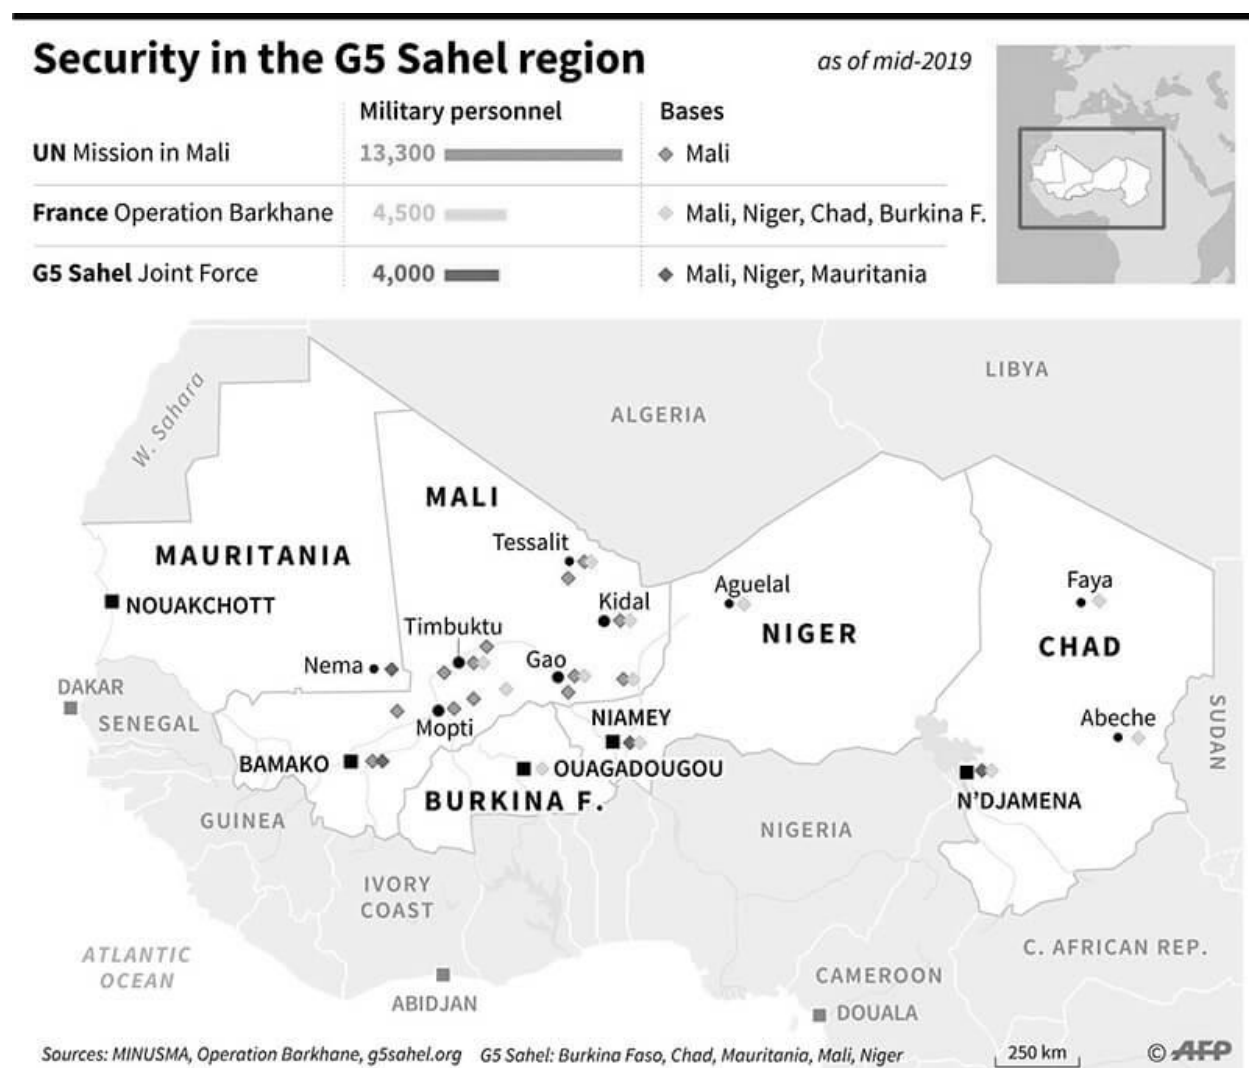 Security in the G5 Sahel region
as of mid-2019
Military personnel
Bases
UN Mission in Mali
13,300
Mali
France Operation Barkhane
4,500
Mali, Niger, Chad, Burkina F.
G5 Sahel Joint Force
4,000
Mali, Niger, Mauritania
LIBYA
ALGERIA
W. Sahara
MALI
Tessalit
MAURITANIA
Aguelal
Faya
NOUAKCHOTT
Kidal
Timbuktu
NIGER
CHAD
Nema
Gao
DAKAR
SENEGAL
Mopti
NIAMEY
Abeche
SUDAN
BAMAKO
OUAGADOUGOU
BURKINA F.
N'DJAMENA
GUINEA
NIGERIA
IVORY
COAST
ATLANTIC
OCEAN
C. AFRICAN REP.
CAMEROON
ABIDJAN
DOUALA
Sources: MINUSMA, Operation Barkhane, g5sahel.org
G5 Sahel: Burkina Faso, Chad, Mauritania, Mali, Niger
250 km
© AFP